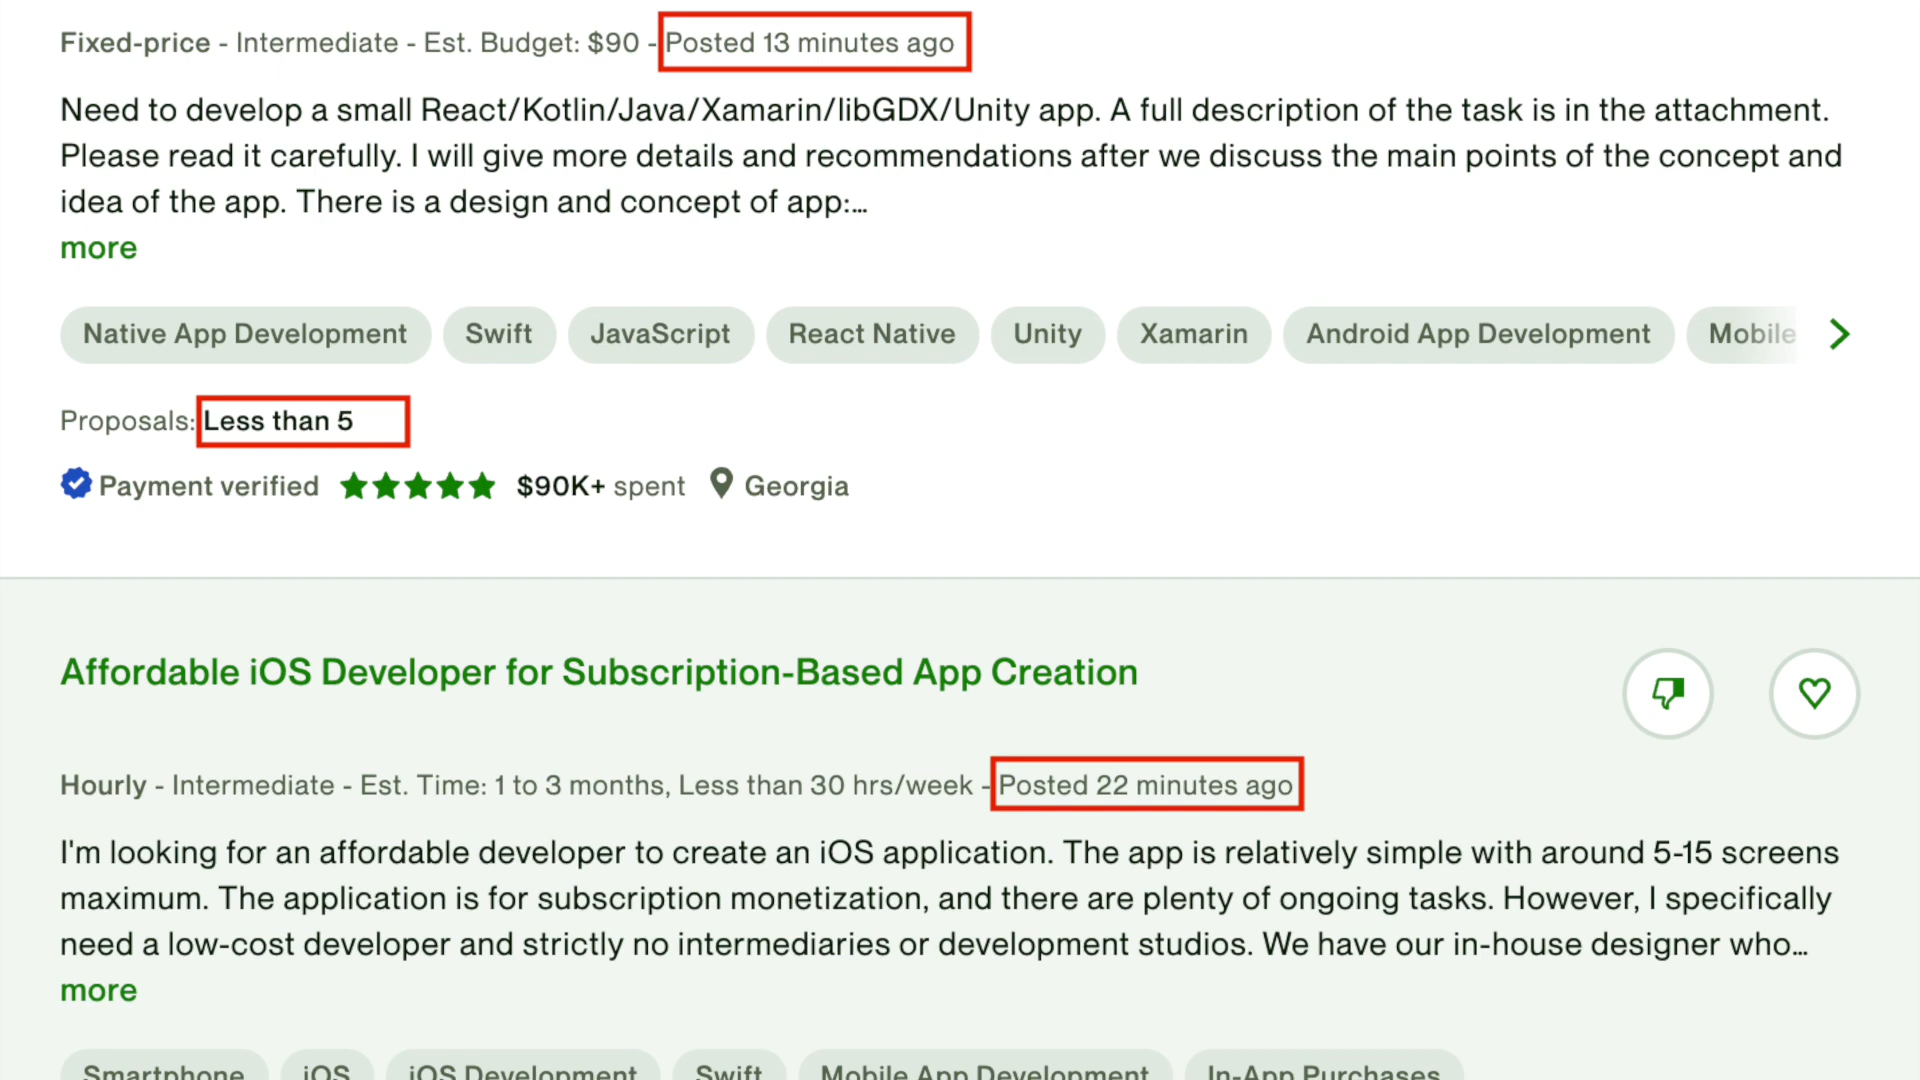 Fixed-price - Intermediate - Est. Budget: $90 - Posted 13 minutes ago
Need to develop a small React/Kotlin/Java/Xamarin/libGDX/Unity app. A full description of the task is in the attachment.
Please read it carefully. I will give more details and recommendations after we discuss the main points of the concept and
idea of the app. There is a design and concept of app:...
more
Native App Development Swift JavaScript React Native Unity Xamarin Android App Development Mobile
Proposals: Less than 5
Payment verified $90K+ spent Georgia
Affordable iOS Developer for Subscription-Based App Creation
Hourly - Intermediate - Est. Time: 1 to 3 months, Less than 30 hrs/week - Posted 22 minutes ago
I'm looking for an affordable developer to create an iOS application. The app is relatively simple with around 5-15 screens
maximum. The application is for subscription monetization, and there are plenty of ongoing tasks. However, I specifically
need a low-cost developer and strictly no intermediaries or development studios. We have our in-house designer who...
more
Smartphone iOS iOS Development Swift Mobile App Development In-App Purchases